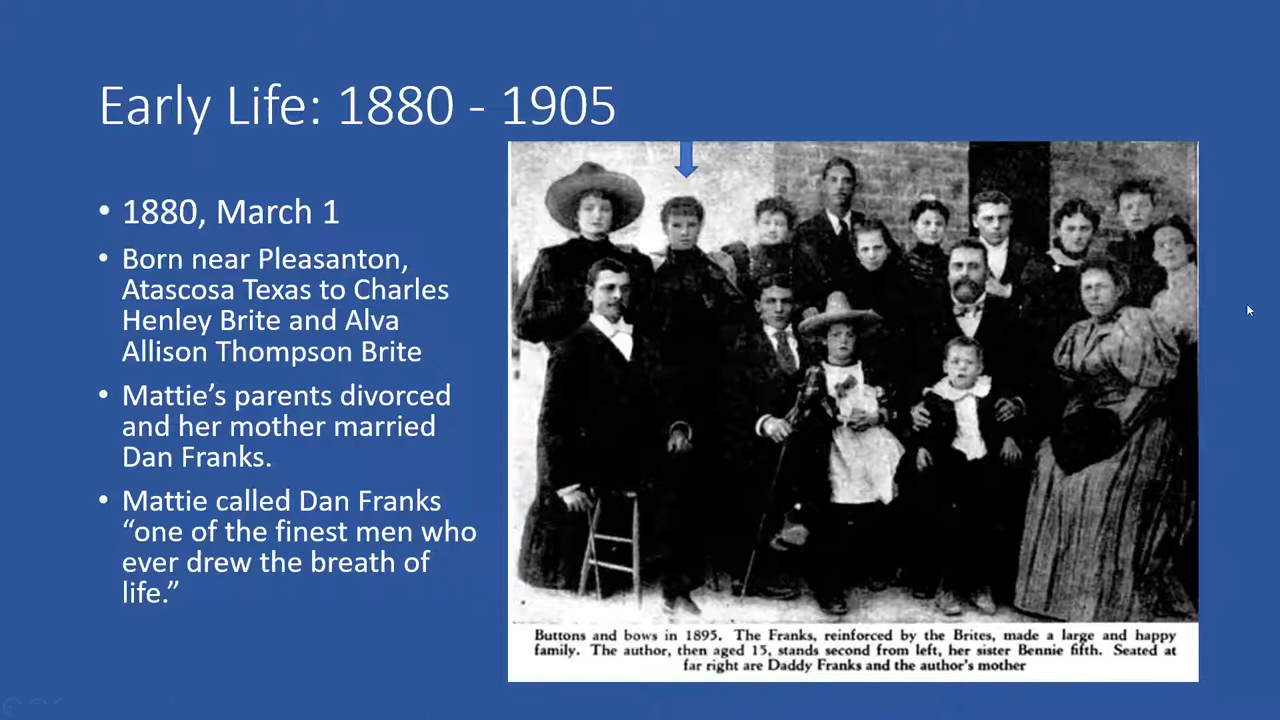 Early Life: 1880 - 1905
• 1880, March 1
• Born near Pleasanton,
Atascosa Texas to Charles
Henley Brite and Alva
Allison Thompson Brite
• Mattie’s parents divorced
and her mother married
Dan Franks.
• Mattie called Dan Franks
“one of the finest men who
ever drew the breath of
life.”
Buttons and bows in 1895. The Franks, reinforced by the Brites, made a large and happy
family. The author, then aged 15, stands second from left, her sister Bennie fifth. Seated at
far right are Daddy Franks and the author's mother